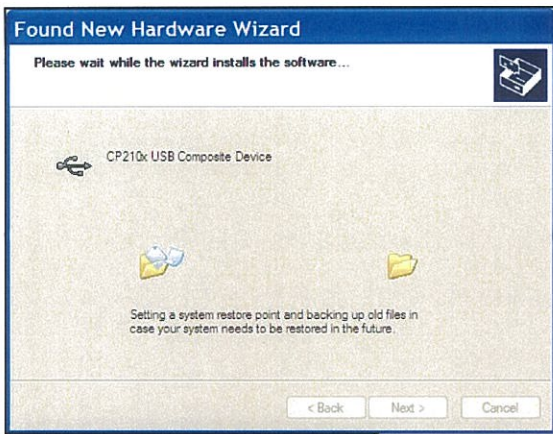 Found New Hardware Wizard
Please wait while the wizard installs the software...
CP210x USB Composite Device
Setting a system restore point and backing up old files in
case your system needs to be restored in the future.
< Back
Next >
Cancel